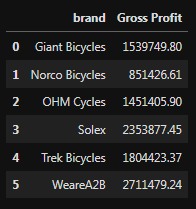 brand Gross Profit
0 Giant Bicycles 1539749.80
1 Norco Bicycles 851426.61
2 OHM Cycles 1451405.90
3 Solex 2353877.45
4 Trek Bicycles 1804423.37
5 WeareA2B 2711479.24